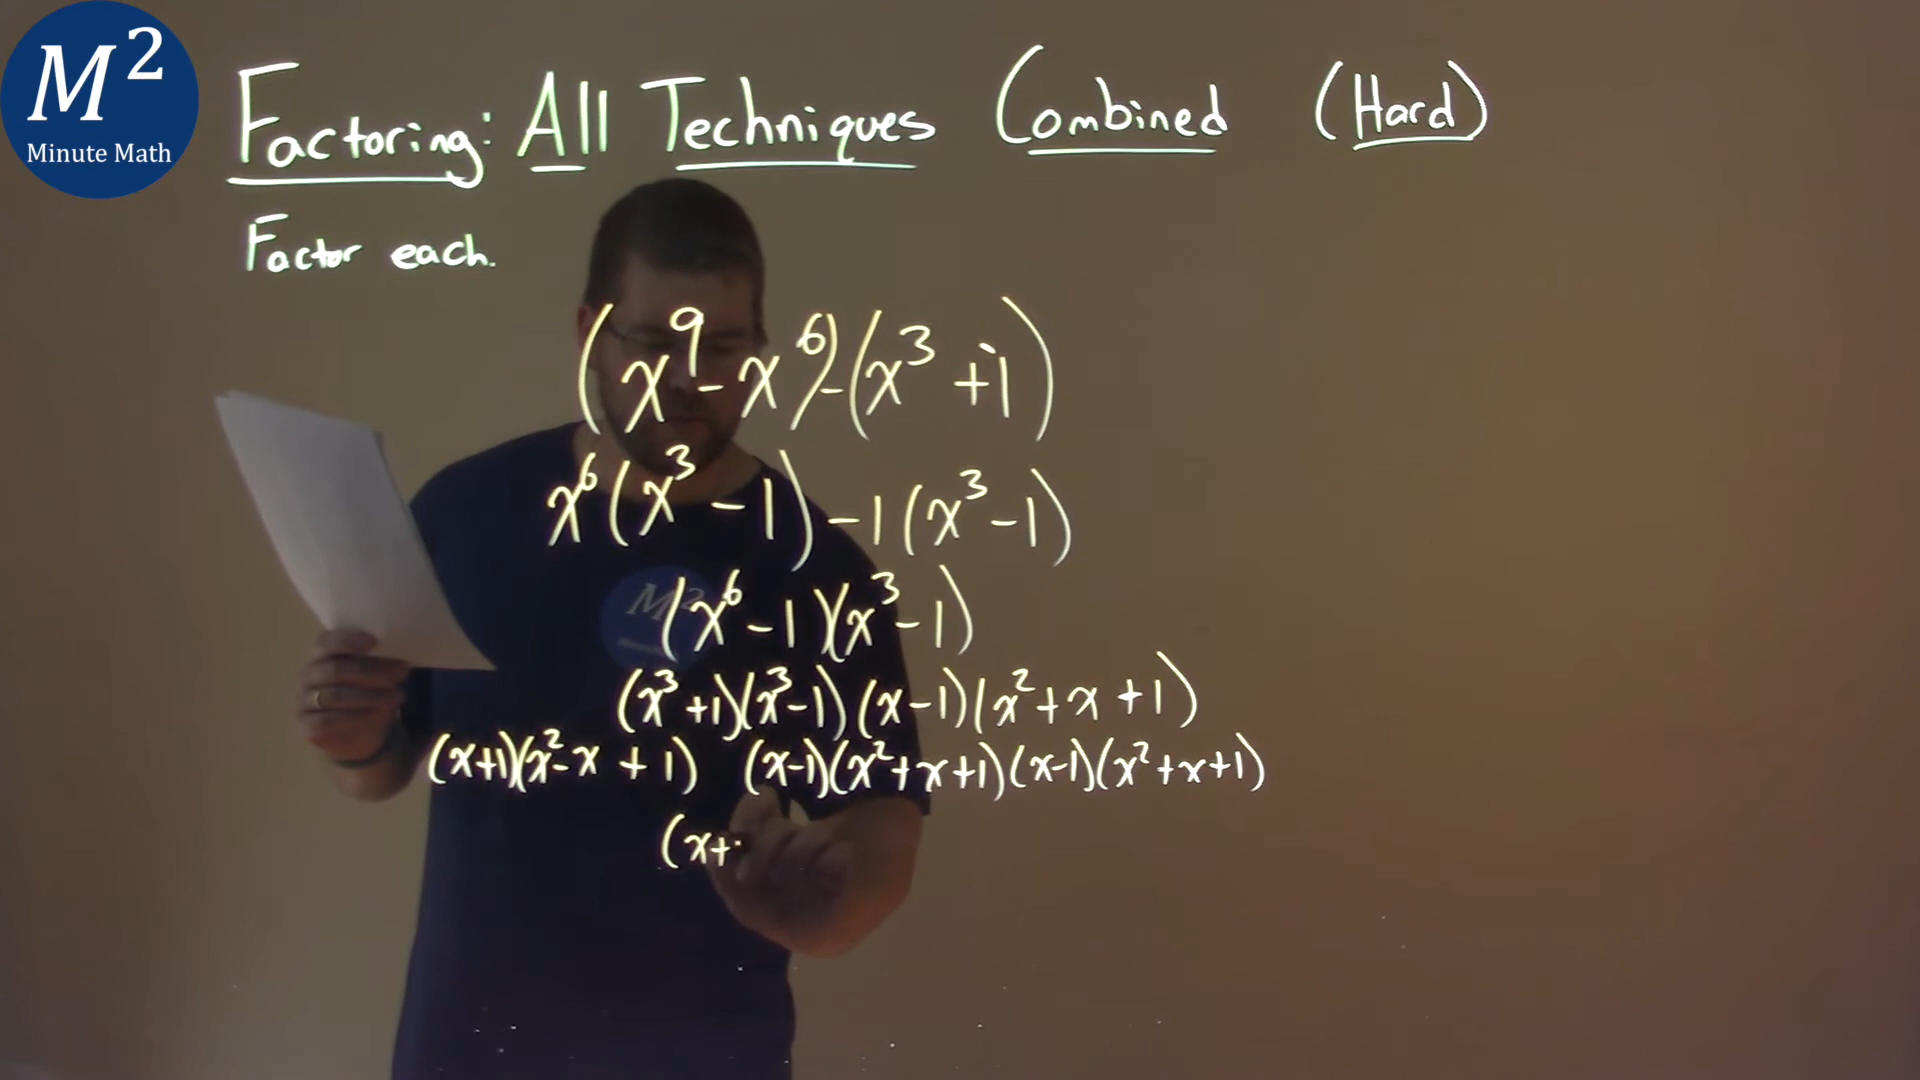 M²
Minute Math
Factoring: All Techniques Combined (Hard)
Factor each.
(x⁹-x⁶)-(x³+1)
x⁶(x³-1)-1(x³-1)
M²
(x⁶-1)(x³-1)
(x³+1)(x³-1)(x-1)(x²+x+1)
(x+1)(x²-x+1) (x-1)(x²+x+1)(x-1)(x²+x+1)
(x+